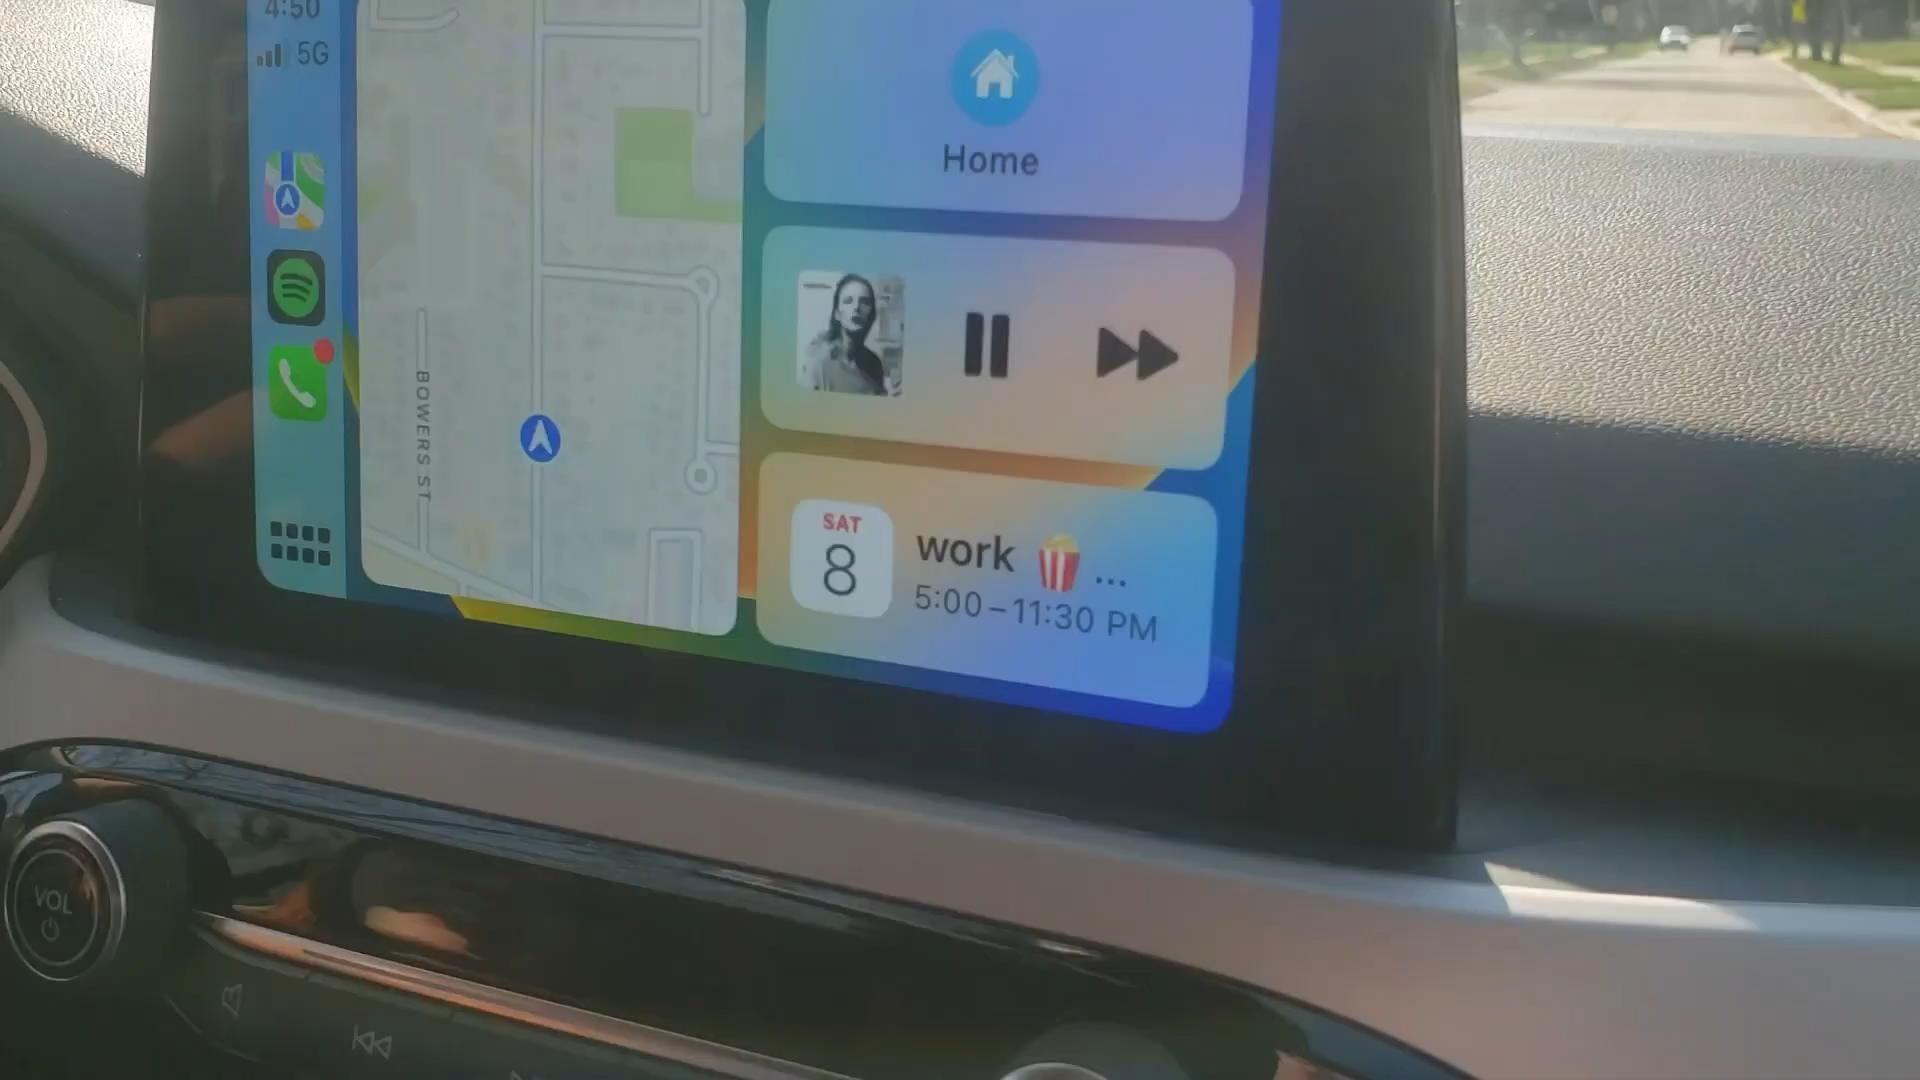 4:50
5G
BOWERS ST
Home
SAT
8
work 🍿 ...
5:00–11:30 PM
VOL